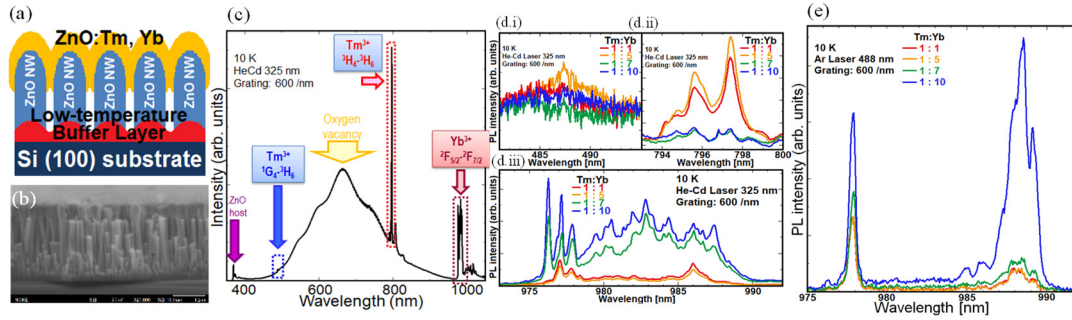 (a)
ZnO:Tm, Yb
ZnO NW
ZnO NW
ZnO NW
ZnO NW
ZnO NW
Low-temperature
Buffer Layer
Si (100) substrate
(b)
(c)
10 K
HeCd 325 nm
Grating: 600 /nm
Tm3+
3H4-3H6
Oxygen
vacancy
Tm3+
1G4-3H6
Yb3+
2F5/2-2F7/2
ZnO
host
Intensity (arb. units)
400 600 800 1000
Wavelength (nm)
(d.i)
Tm:Yb
10 K
He-Cd Laser 325 nm
Grating: 600 /nm
1 : 1
1 : 5
1 : 7
1 : 10
PL intensity (arb. units)
485 490
Wavelength [nm]
(d.ii)
Tm:Yb
10 K
He-Cd Laser 325 nm
Grating: 600 /nm
1 : 1
1 : 5
1 : 7
1 : 10
794 796 798 800
Wavelength [nm]
(d.iii)
Tm:Yb
1 : 1
1 : 5
1 : 7
1 : 10
10 K
He-Cd Laser 325 nm
Grating: 600 /nm
PL intensity (arb. units)
975 980 985 990
Wavelength [nm]
(e)
10 K
Ar Laser 488 nm
Grating: 600 /nm
Tm:Yb
1 : 1
1 : 5
1 : 7
1 : 10
PL intensity (arb. units)
975 980 985 990
Wavelength [nm]